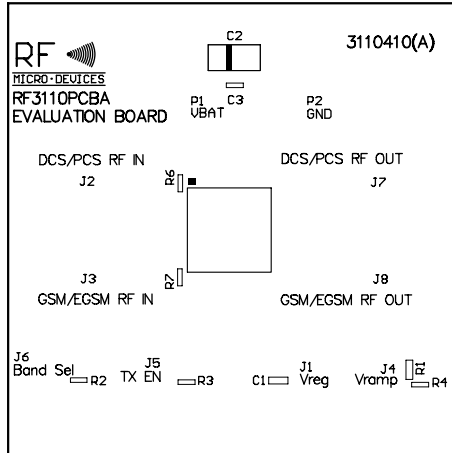 RF
MICRO·DEVICES
RF3110PCBA
EVALUATION BOARD
C2
3110410(A)
C3
P1
VBAT
P2
GND
DCS/PCS RF IN
J2
R6
DCS/PCS RF OUT
J7
J3
GSM/EGSM RF IN
R7
J8
GSM/EGSM RF OUT
J6
Band Sel
R2
J5
TX EN
R3
C1
J1
Vreg
J4
Vramp
R1
R4